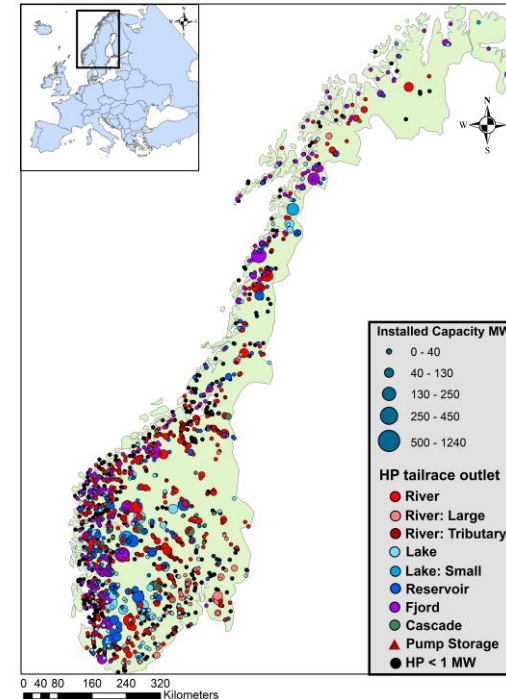 N
W
S
Installed Capacity MW
0 - 40
40 - 130
130 - 250
250 - 450
500 - 1240
HP tailrace outlet
River
River: Large
River: Tributary
Lake
Lake: Small
Reservoir
Fjord
Cascade
Pump Storage
HP < 1 MW
0 40 80 160 240 320
Kilometers